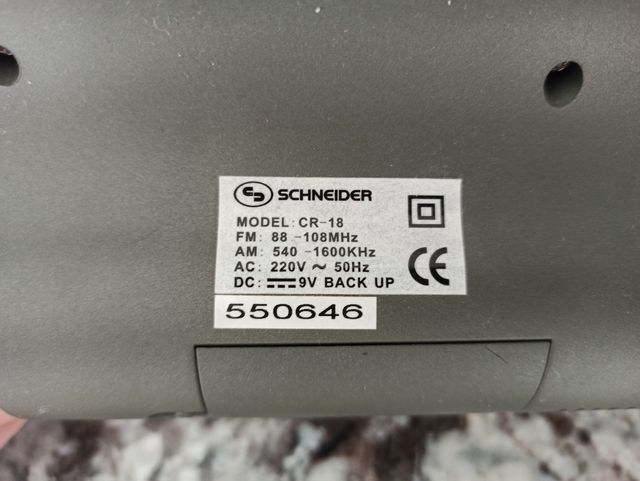 SCHNEIDER
MODEL: CR-18
FM: 88 -108MHz
AM: 540 -1600KHz
AC: 220V ~ 50Hz
DC: ⎓ 9V BACK UP
CE
550646